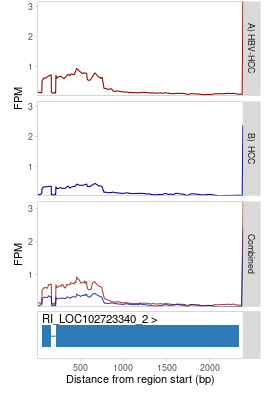 3
2
1
A) HBV-HCC
FPM
3
2
1
B) HCC
3
2
1
FPM
Combined
RI_LOC102723340_2 >
500 1000 1500 2000
Distance from region start (bp)